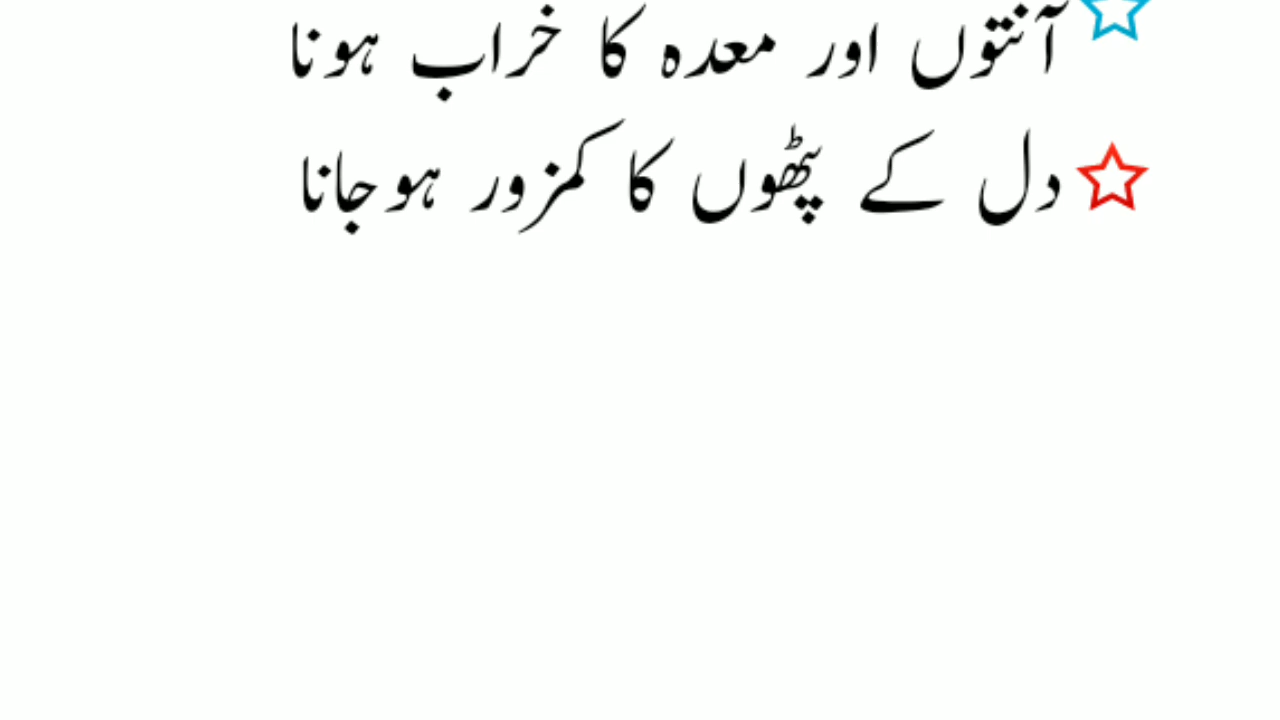 آنتوں اور معدہ کا خراب ہونا
دل کے پٹھوں کا کمزور ہوجانا